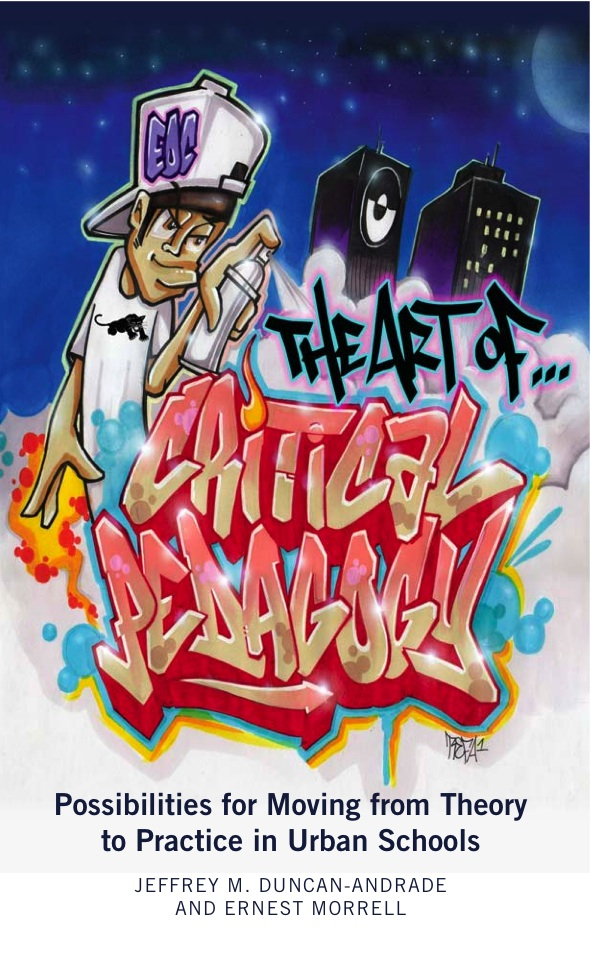 EOC
THE ART OF...
CRITICAL
PEDAGOGY
Possibilities for Moving from Theory
to Practice in Urban Schools
JEFFREY M. DUNCAN-ANDRADE
AND ERNEST MORRELL